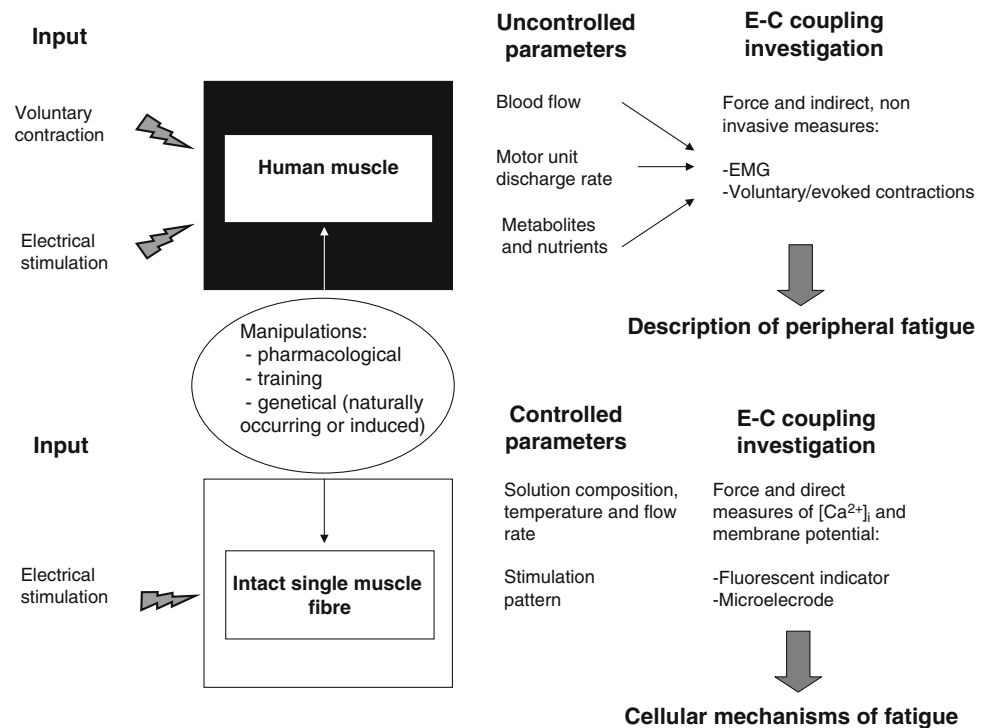 Input
Uncontrolled
parameters
E-C coupling
investigation
Voluntary
contraction
Electrical
stimulation
Human muscle
Blood flow
Motor unit
discharge rate
Metabolites
and nutrients
Force and indirect, non
invasive measures:
-EMG
-Voluntary/evoked contractions
Description of peripheral fatigue
Manipulations:
- pharmacological
- training
- genetical (naturally
occurring or induced)
Input
Controlled
parameters
E-C coupling
investigation
Electrical
stimulation
Intact single muscle
fibre
Solution composition,
temperature and flow
rate
Stimulation
pattern
Force and direct
measures of [Ca²⁺]ᵢ and
membrane potential:
-Fluorescent indicator
-Microelecrode
Cellular mechanisms of fatigue